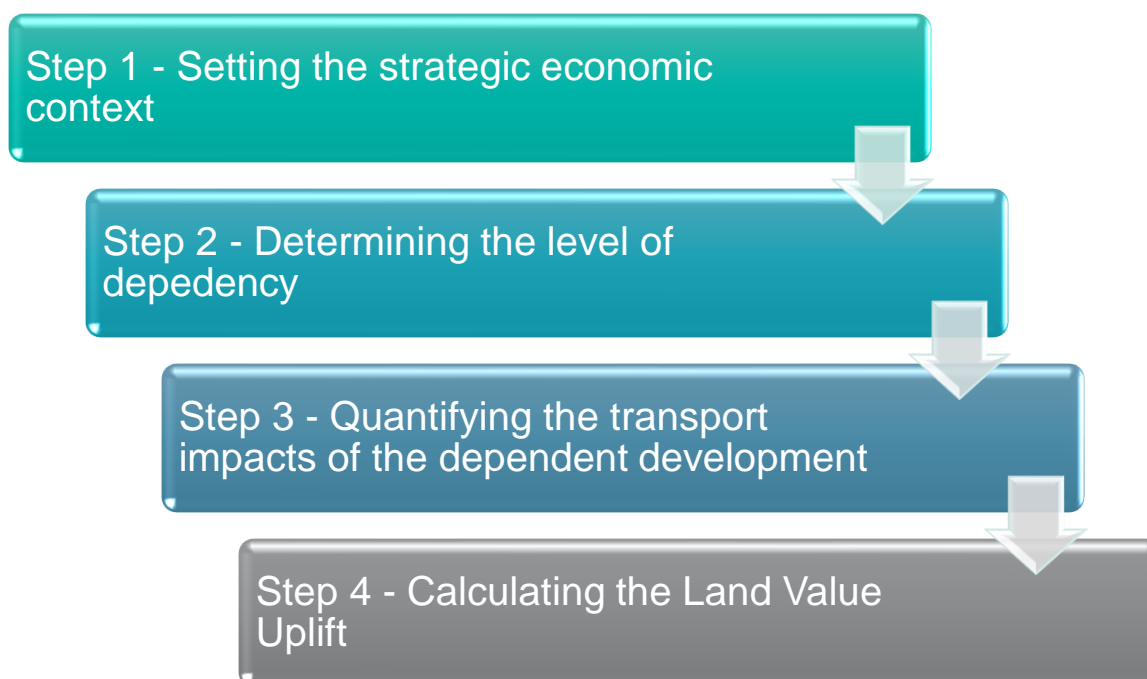 Step 1 - Setting the strategic economic
context
Step 2 - Determining the level of
depedency
Step 3 - Quantifying the transport
impacts of the dependent development
Step 4 - Calculating the Land Value
Uplift